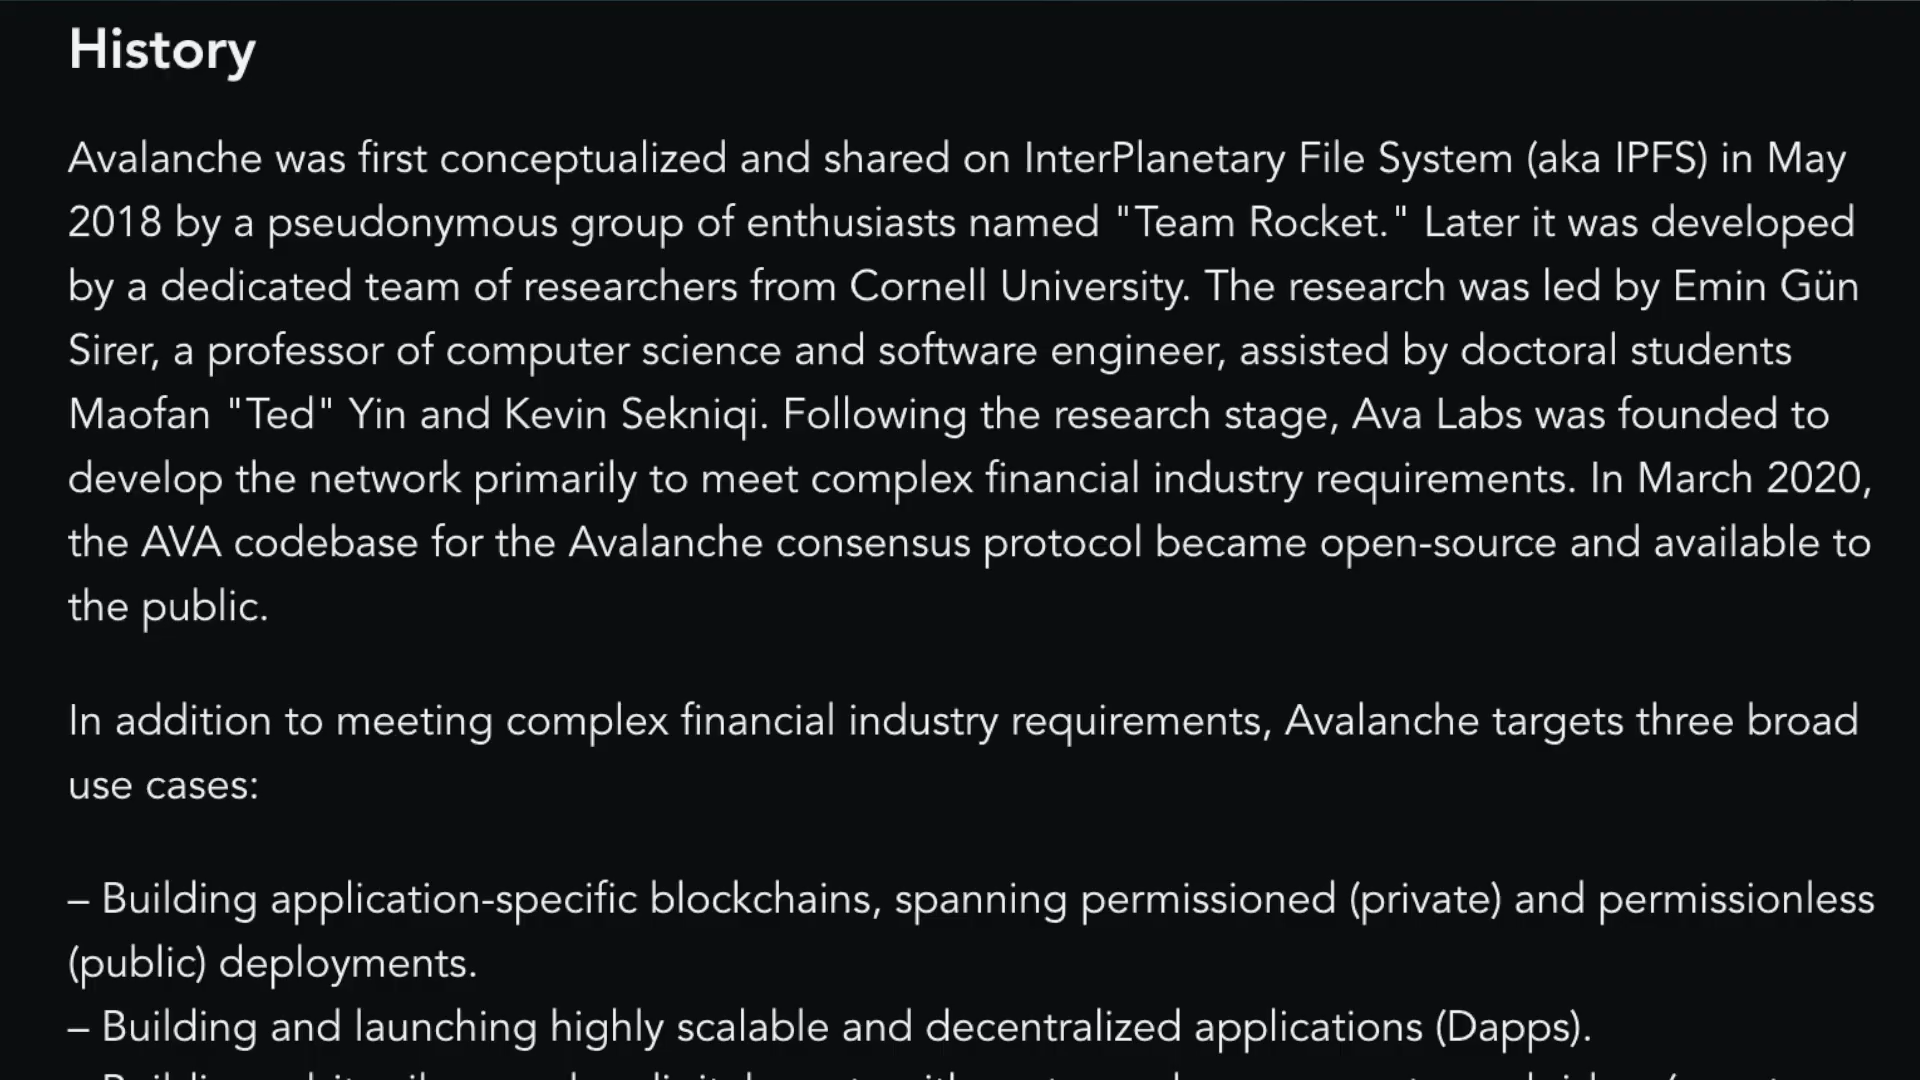 History
Avalanche was first conceptualized and shared on InterPlanetary File System (aka IPFS) in May
2018 by a pseudonymous group of enthusiasts named "Team Rocket." Later it was developed
by a dedicated team of researchers from Cornell University. The research was led by Emin Gün
Sirer, a professor of computer science and software engineer, assisted by doctoral students
Maofan "Ted" Yin and Kevin Sekniqi. Following the research stage, Ava Labs was founded to
develop the network primarily to meet complex financial industry requirements. In March 2020,
the AVA codebase for the Avalanche consensus protocol became open-source and available to
the public.
In addition to meeting complex financial industry requirements, Avalanche targets three broad
use cases:
– Building application-specific blockchains, spanning permissioned (private) and permissionless
(public) deployments.
– Building and launching highly scalable and decentralized applications (Dapps).